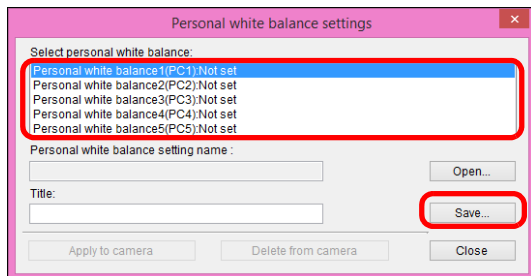 Personal white balance settings
Select personal white balance:
Personal white balance1(PC1):Not set
Personal white balance2(PC2):Not set
Personal white balance3(PC3):Not set
Personal white balance4(PC4):Not set
Personal white balance5(PC5):Not set
Personal white balance setting name :
Open...
Title:
Save...
Apply to camera Delete from camera Close